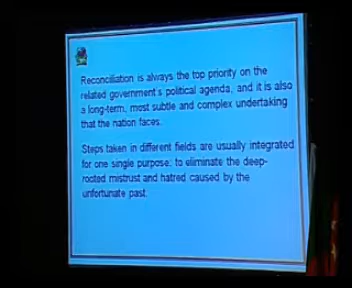 Reconciliation is always the top priority on the
related government's political agenda, and it is also
a long-term, most subtle and complex undertaking
that the nation faces.
Steps taken in different fields are usually integrated
for one single purpose: to eliminate the deep-
rooted mistrust and hatred caused by the
unfortunate past.